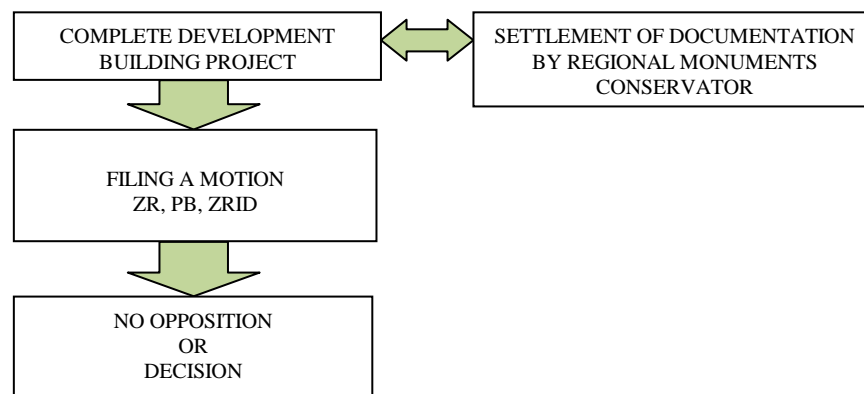 COMPLETE DEVELOPMENT
BUILDING PROJECT
SETTLEMENT OF DOCUMENTATION
BY REGIONAL MONUMENTS
CONSERVATOR
FILING A MOTION
ZR, PB, ZRID
NO OPPOSITION
OR
DECISION